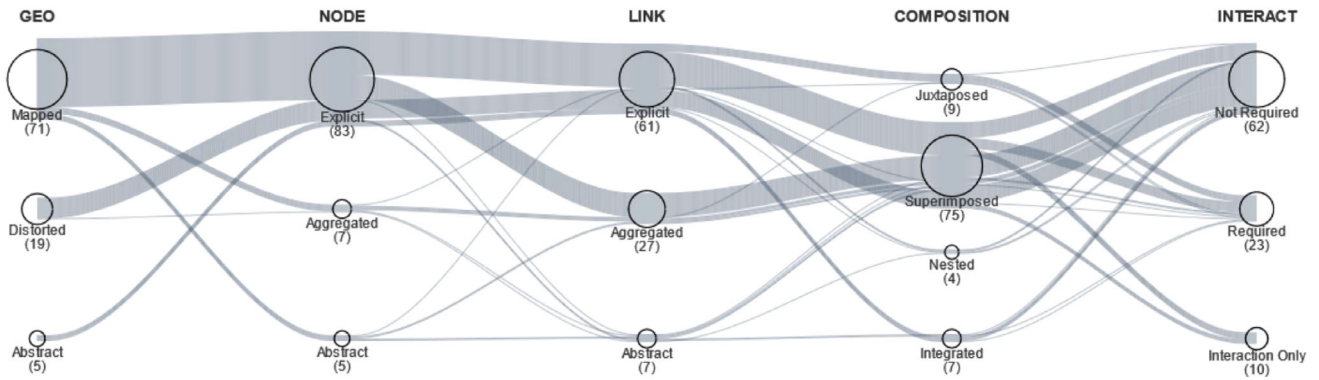 GEO NODE LINK COMPOSITION INTERACT
Mapped
(71)
Explicit
(83)
Explicit
(61)
Juxtaposed
(9)
Not Required
(62)
Distorted
(19)
Aggregated
(7)
Aggregated
(27)
Superimposed
(75)
Required
(23)
Nested
(4)
Abstract
(5)
Abstract
(5)
Abstract
(7)
Integrated
(7)
Interaction Only
(10)